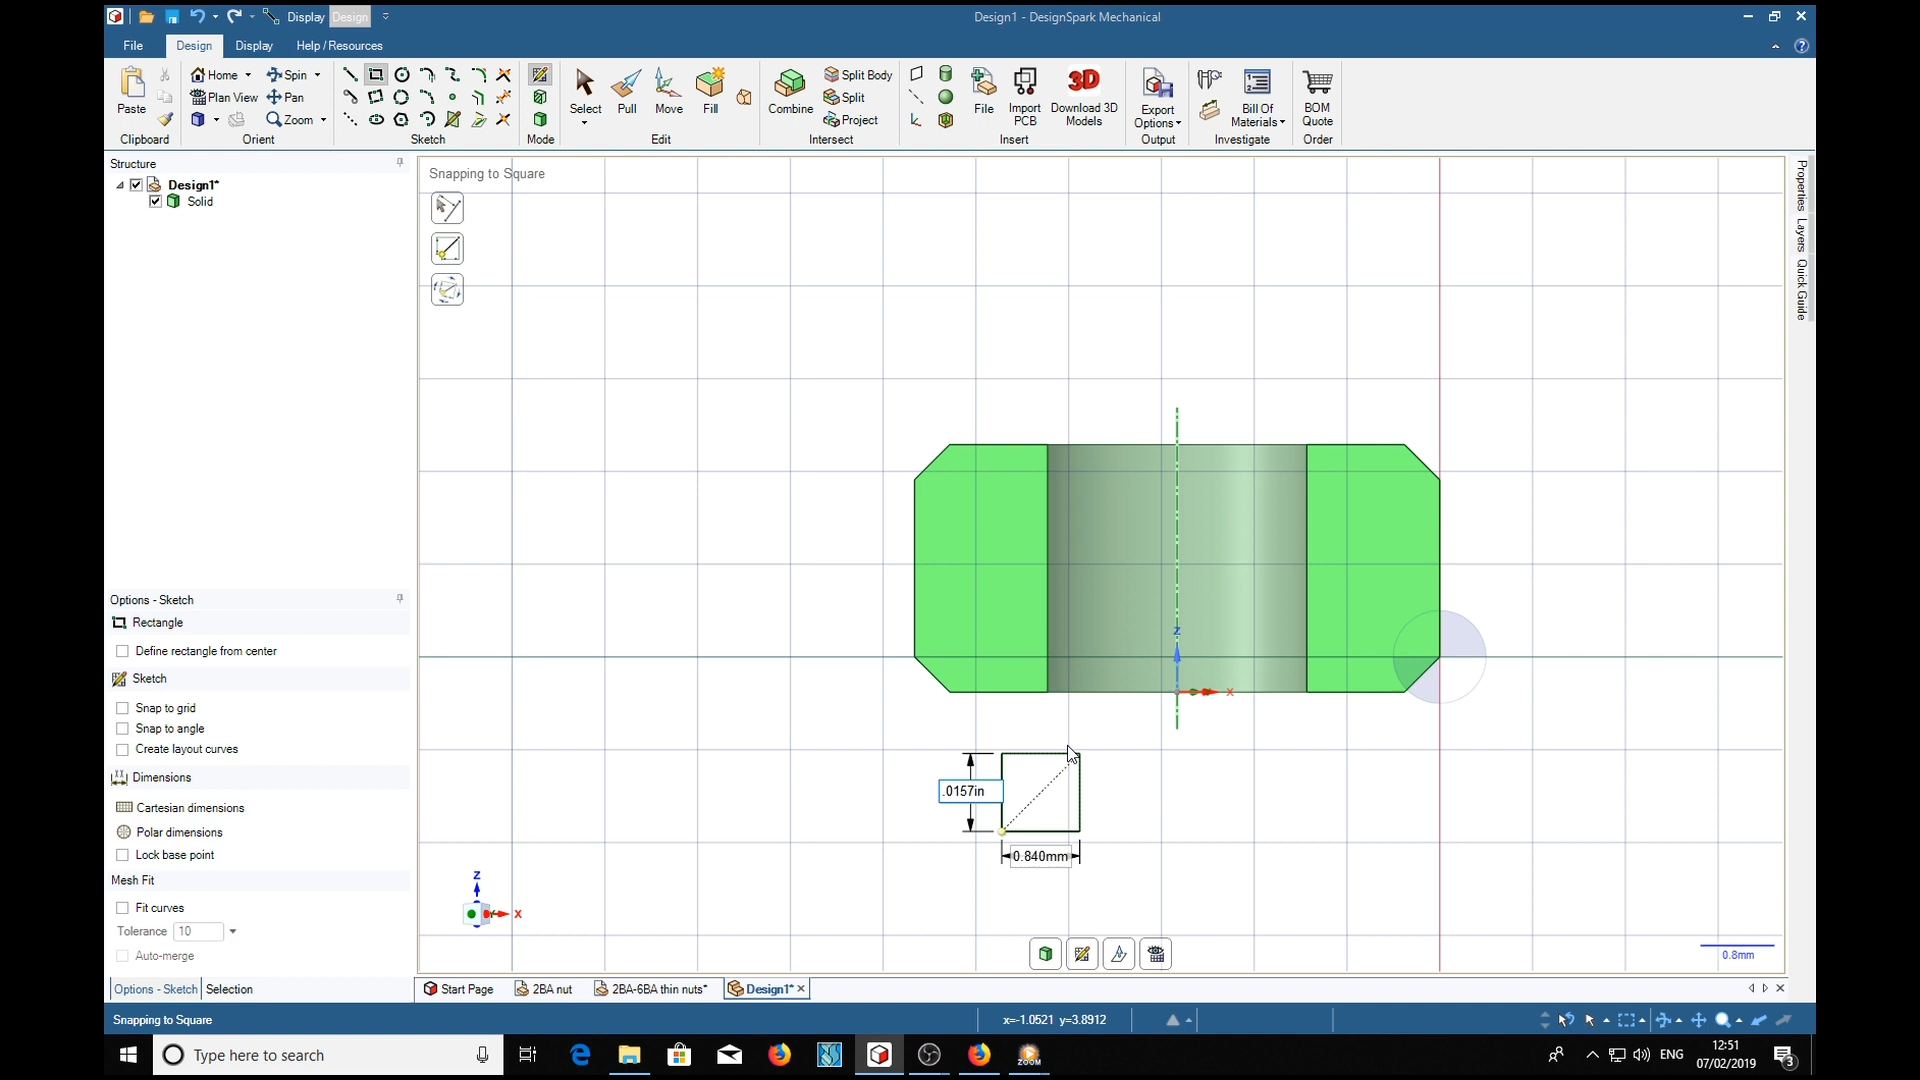 Display Design
Design1 - DesignSpark Mechanical
File Design Display Help / Resources
Paste
Home Spin
Plan View Pan
Zoom
Select Pull Move Fill
Combine
Split Body
Split
Project
File Import PCB Download 3D Models
3D
Export Options
Bill Of Materials
BOM Quote
Clipboard Orient Sketch Mode Edit Intersect Insert Output Investigate Order
Structure
Design1*
Solid
Snapping to Square
Properties
Layers
Quick Guide
Z
X
.0157in
0.840mm
Z
X
0.8mm
Options - Sketch
Rectangle
Define rectangle from center
Sketch
Snap to grid
Snap to angle
Create layout curves
Dimensions
Cartesian dimensions
Polar dimensions
Lock base point
Mesh Fit
Fit curves
Tolerance 10
Auto-merge
Options - Sketch Selection
Start Page 2BA nut 2BA-6BA thin nuts* Design1*
Snapping to Square
x=-1.0521 y=3.8912
Type here to search
zoom
ENG
12:51
07/02/2019
3